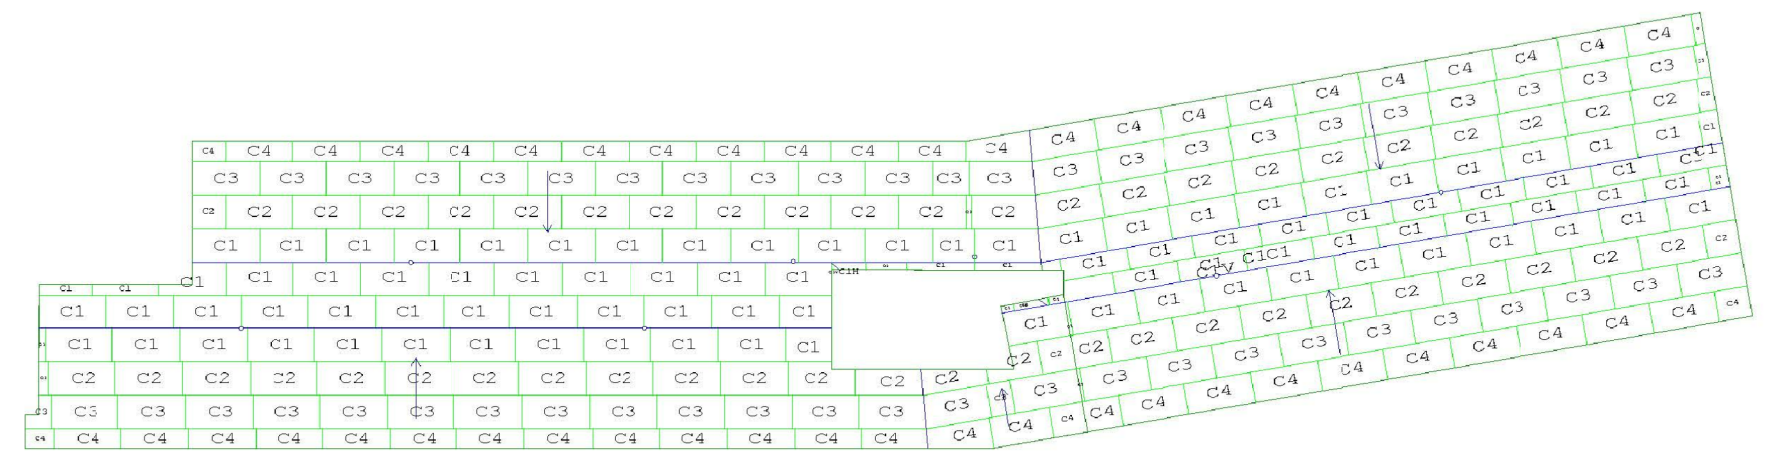 C4 C4 C4 C4 C4 C4 C4 C4 C4 C4 C4 C4 C4
C3 C3 C3 C3 C3 C3 C3 C3 C3 C3 C3 C3
C2 C2 C2 C2 C2 C2 C2 C2 C2 C2 C2 C2 C2
C1 C1 C1 C1 C1 C1 C1 C1 C1 C1 C1 C1 C1
C1 C1 C1 C1 C1 C1 C1 C1 C1 C1
C1 C1
C1 C1 C1 C1 C1 C1 C1 C1 C1 C1 C1 C1
C1 C1 C1 C1 C1 C1 C1 C1 C1 C1 C1 C1
C2 C2 C2 C2 C2 C2 C2 C2 C2 C2 C2 C2 C2
C3 C3 C3 C3 C3 C3 C3 C3 C3 C3 C3 C3 C3 C3
C4 C4 C4 C4 C4 C4 C4 C4 C4 C4 C4 C4 C4 C4
C4 C4 C4 C4 C4 C4 C4 C4 C4 C4
C3 C3 C3 C3 C3 C3 C3 C3 C3 C3
C2 C2 C2 C2 C2 C2 C2 C2 C2 C2 C2
C1 C1 C1 C1 C1 C1 C1 C1 C1 C1 C1
C1 C1 C1 C1 C1 C1 C1 C1 C1 C1
C1 C1 C1 C1 C1 C1 C1 C1 C1 C1
C1 C1 C1 C1 C1 C1 C1 C1 C1 C1 C1
C2 C2 C2 C2 C2 C2 C2 C2 C2 C2 C2 C2
C3 C3 C3 C3 C3 C3 C3 C3 C3 C3 C3
C4 C4 C4 C4 C4 C4 C4 C4 C4 C4 C4 C4 C4